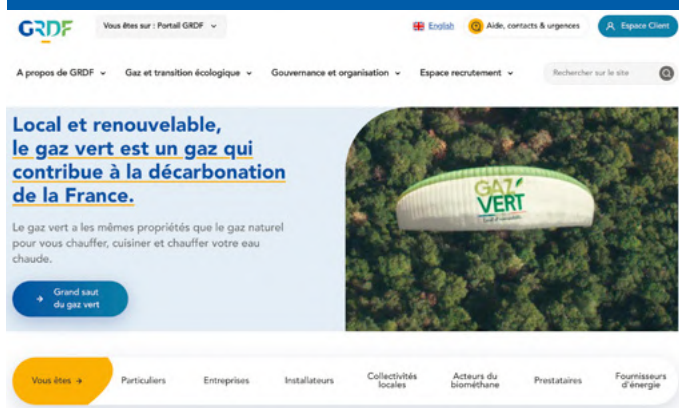 GRDF
Vous êtes sur : Portail GRDF
English
Aide, contacts & urgences
Espace Client
A propos de GRDF
Gaz et transition écologique
Gouvernance et organisation
Espace recrutement
Rechercher sur le site
Local et renouvelable,
le gaz vert est un gaz qui
contribue à la décarbonation
de la France.
Le gaz vert a les mêmes propriétés que le gaz naturel
pour vous chauffer, cuisiner et chauffer votre eau
chaude.
Grand saut
du gaz vert
GAZ
VERT
Vous êtes →
Particuliers
Entreprises
Installateurs
Collectivités
locales
Acteurs du
biométhane
Prestataires
Fournisseurs
d'énergie